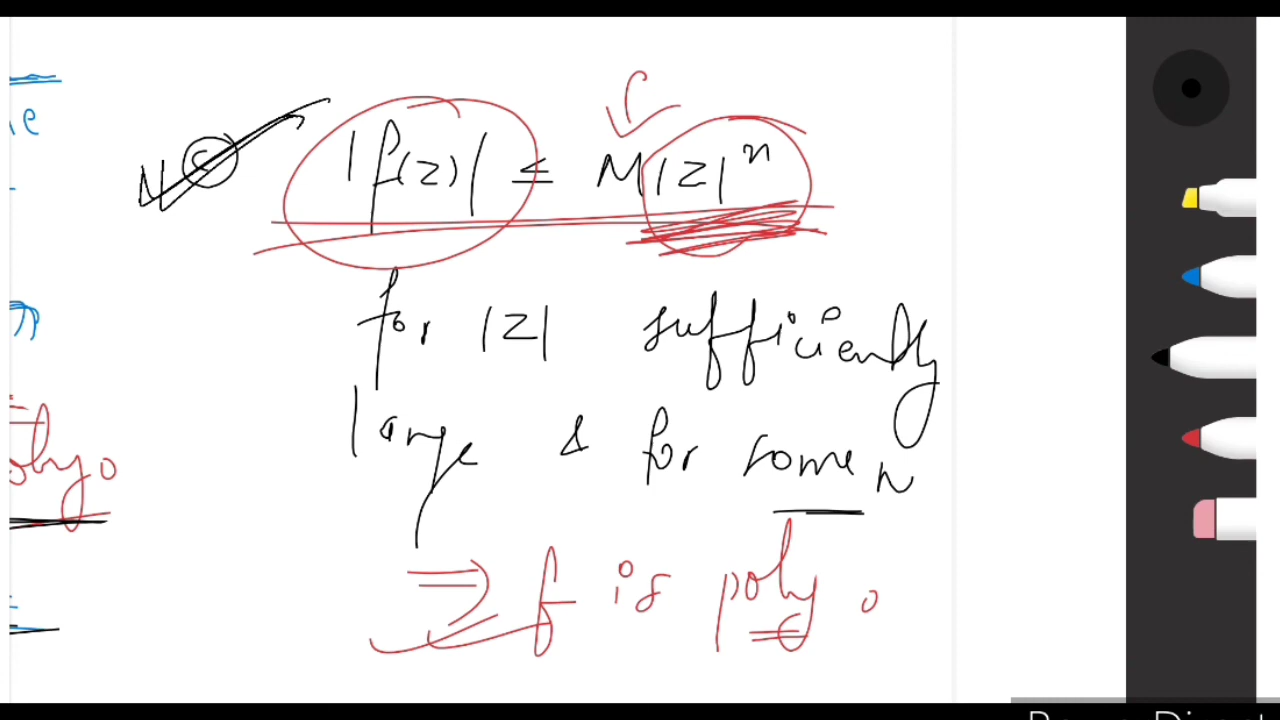 |f(z)| ≤ M|z|ⁿ
for |z| sufficiently
large & for some n
⇒ f is poly.